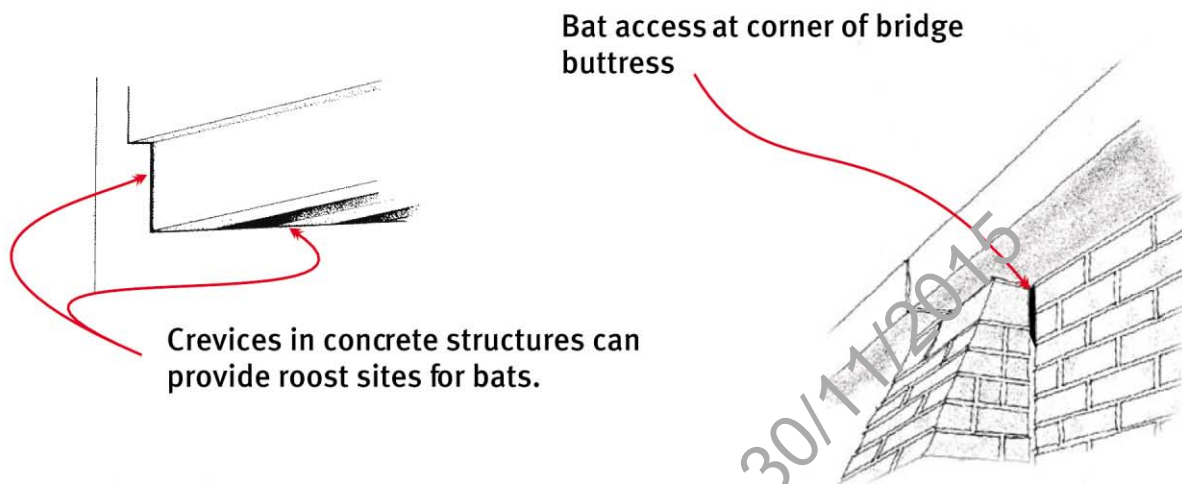 Bat access at corner of bridge
buttress
Crevices in concrete structures can
provide roost sites for bats.
30/11/2015